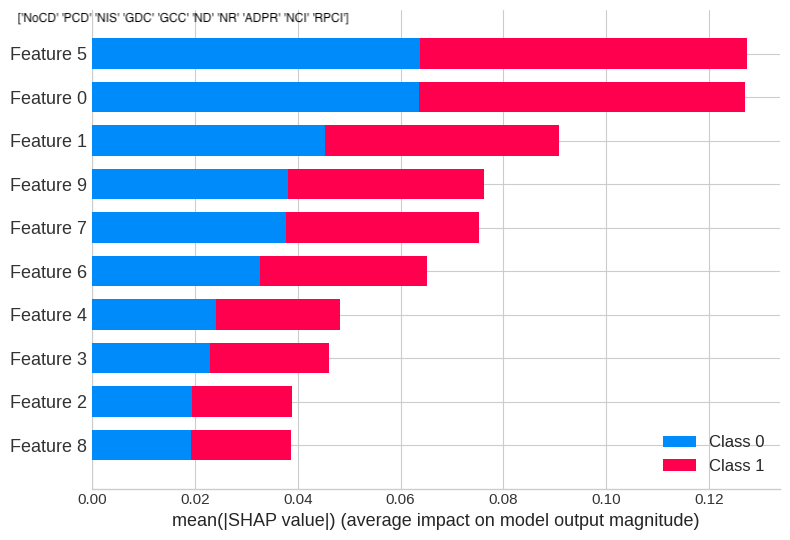 ['NoCD' 'PCD' 'NIS' 'GDC' 'GCC' 'ND' 'NR' 'ADPR' 'NCI' 'RPCI']
Feature 5
Feature 0
Feature 1
Feature 9
Feature 7
Feature 6
Feature 4
Feature 3
Feature 2
Feature 8
Class 0
Class 1
0.00 0.02 0.04 0.06 0.08 0.10 0.12
mean(|SHAP value|) (average impact on model output magnitude)